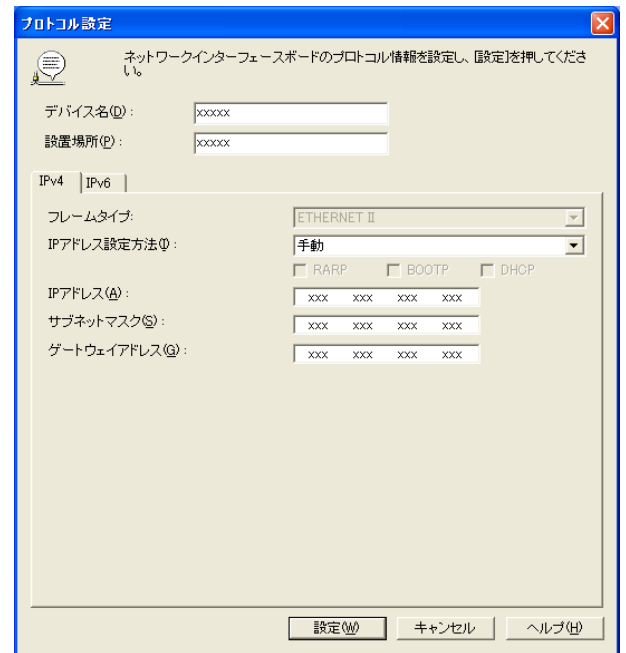 プロトコル設定
ネットワークインターフェースボードのプロトコル情報を設定し、[設定]を押してくださ
い。
デバイス名(D) : xxxxx
設置場所(P) : xxxxx
IPv4 IPv6
フレームタイプ: ETHERNET II
IPアドレス設定方法(I) : 手動
RARP BOOTP DHCP
IPアドレス(A) : xxx xxx xxx xxx
サブネットマスク(S) : xxx xxx xxx xxx
ゲートウェイアドレス(G) : xxx xxx xxx xxx
設定(W) キャンセル ヘルプ(H)